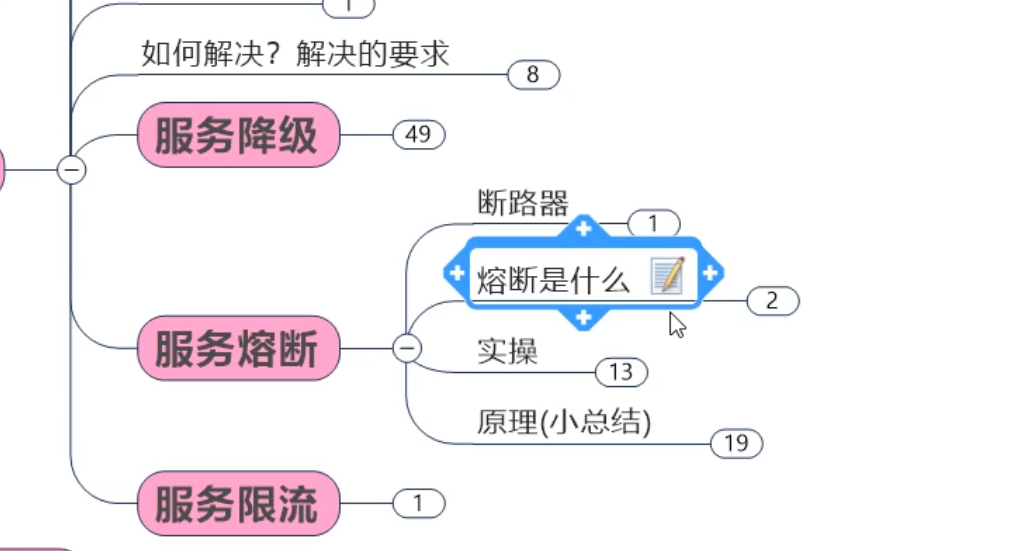 1
如何解决？解决的要求
8
服务降级
49
断路器
1
熔断是什么
2
服务熔断
实操
13
原理(小总结)
19
服务限流
1